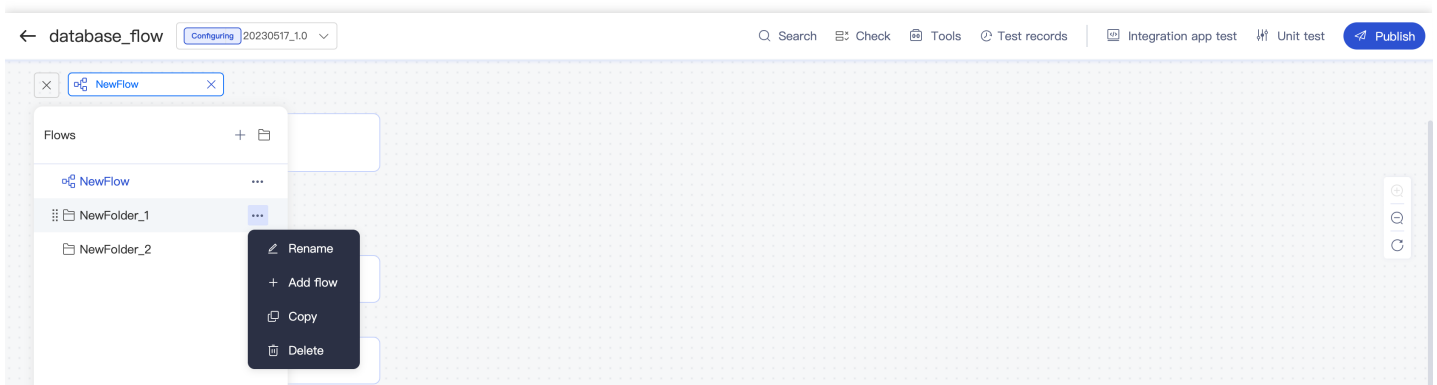 database_flow Configuring 20230517_1.0 Search Check Tools Test records Integration app test Unit test Publish
NewFlow
Flows
NewFlow
NewFolder_1
NewFolder_2
Rename
Add flow
Copy
Delete